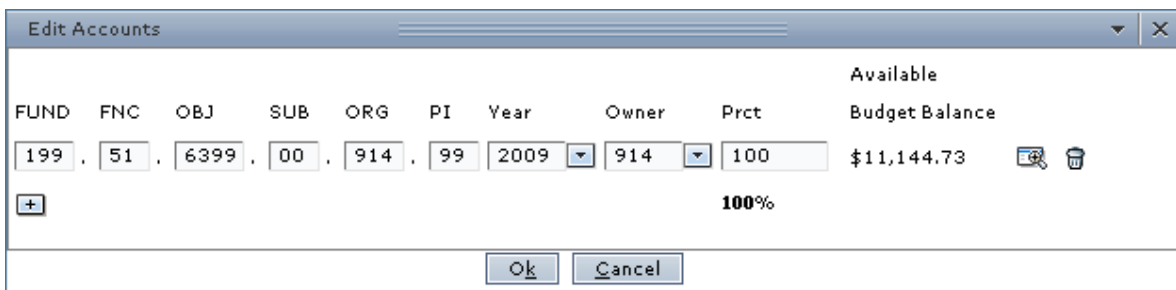 Edit Accounts
Available
FUND FNC OBJ SUB ORG PI Year Owner Prct Budget Balance
199 . 51 . 6399 . 00 . 914 . 99 2009 914 100 $11,144.73
+ 100%
Ok Cancel